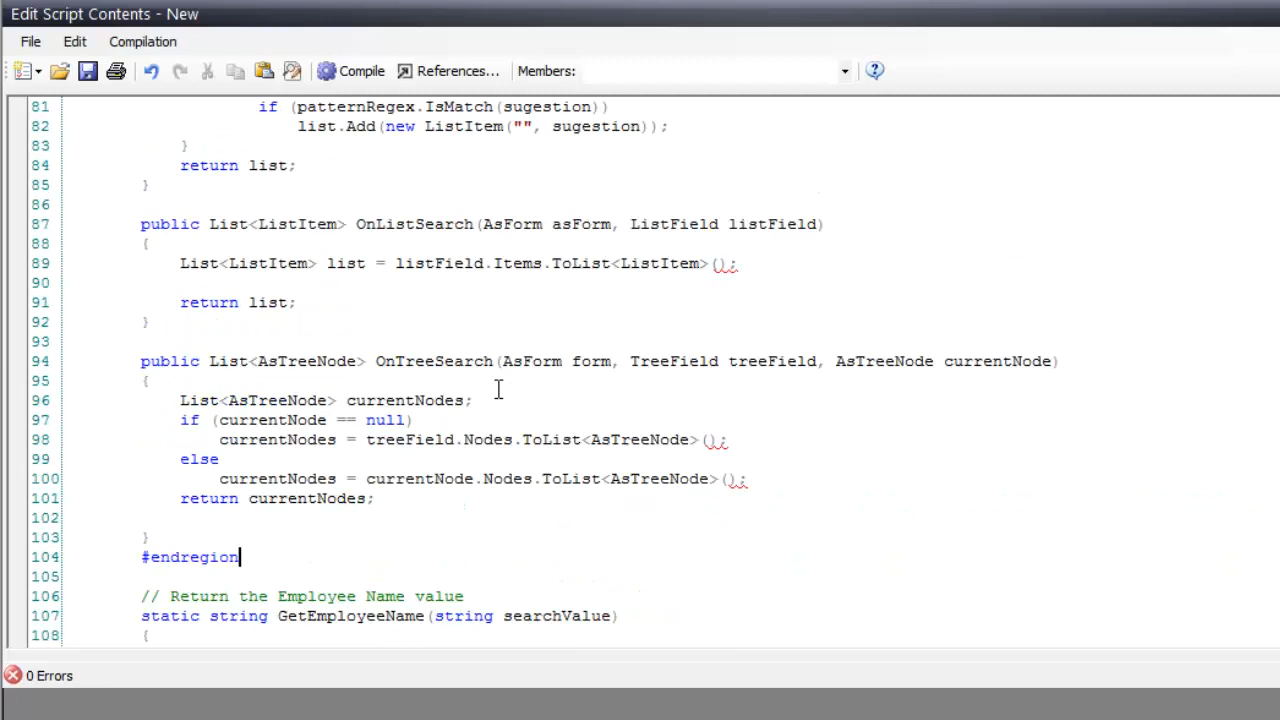 Edit Script Contents - New
File Edit Compilation
Compile References... Members:
81 if (patternRegex.IsMatch(sugestion))
82 list.Add(new ListItem("", sugestion));
83 }
84 return list;
85 }
86
87 public List<ListItem> OnListSearch(AsForm asForm, ListField listField)
88 {
89 List<ListItem> list = listField.Items.ToList<ListItem>();
90
91 return list;
92 }
93
94 public List<AsTreeNode> OnTreeSearch(AsForm form, TreeField treeField, AsTreeNode currentNode)
95 {
96 List<AsTreeNode> currentNodes;
97 if (currentNode == null)
98 currentNodes = treeField.Nodes.ToList<AsTreeNode>();
99 else
100 currentNodes = currentNode.Nodes.ToList<AsTreeNode>();
101 return currentNodes;
102
103 }
104 #endregion
105
106 // Return the Employee Name value
107 static string GetEmployeeName(string searchValue)
108 {
0 Errors